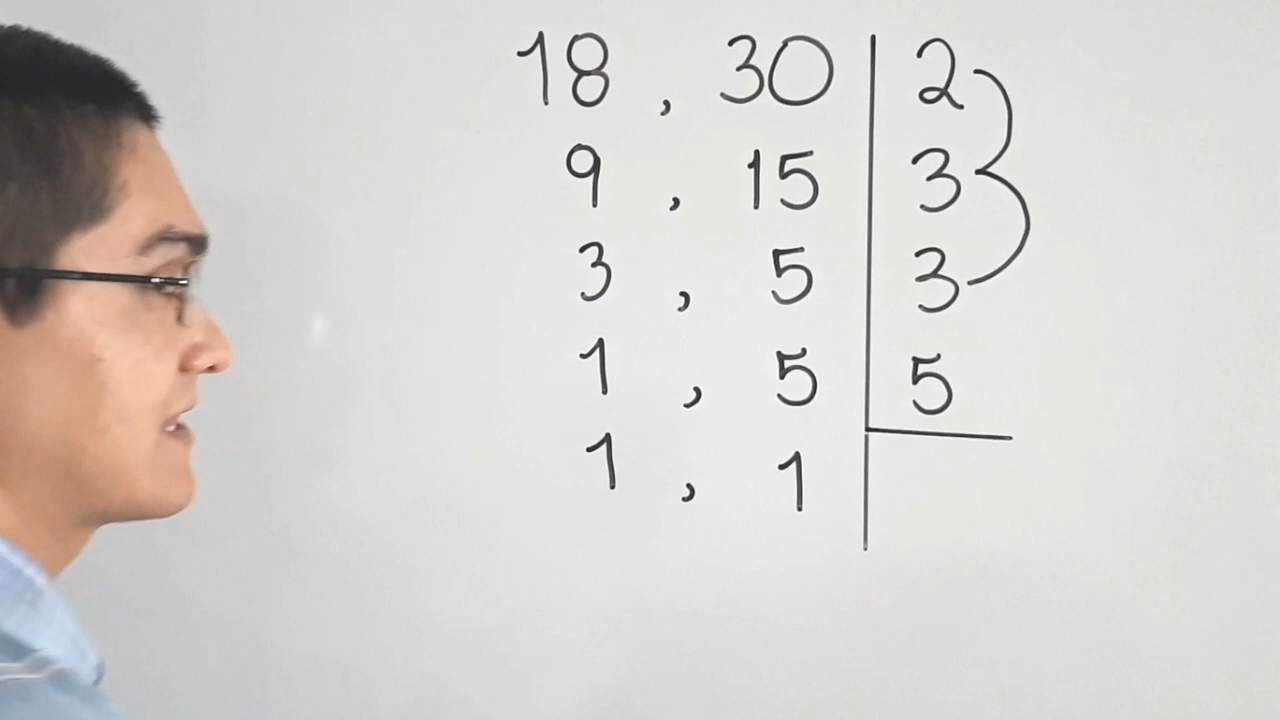 18 , 30 | 2
9 , 15 | 3
3 , 5 | 3
1 , 5 | 5
1 , 1 |